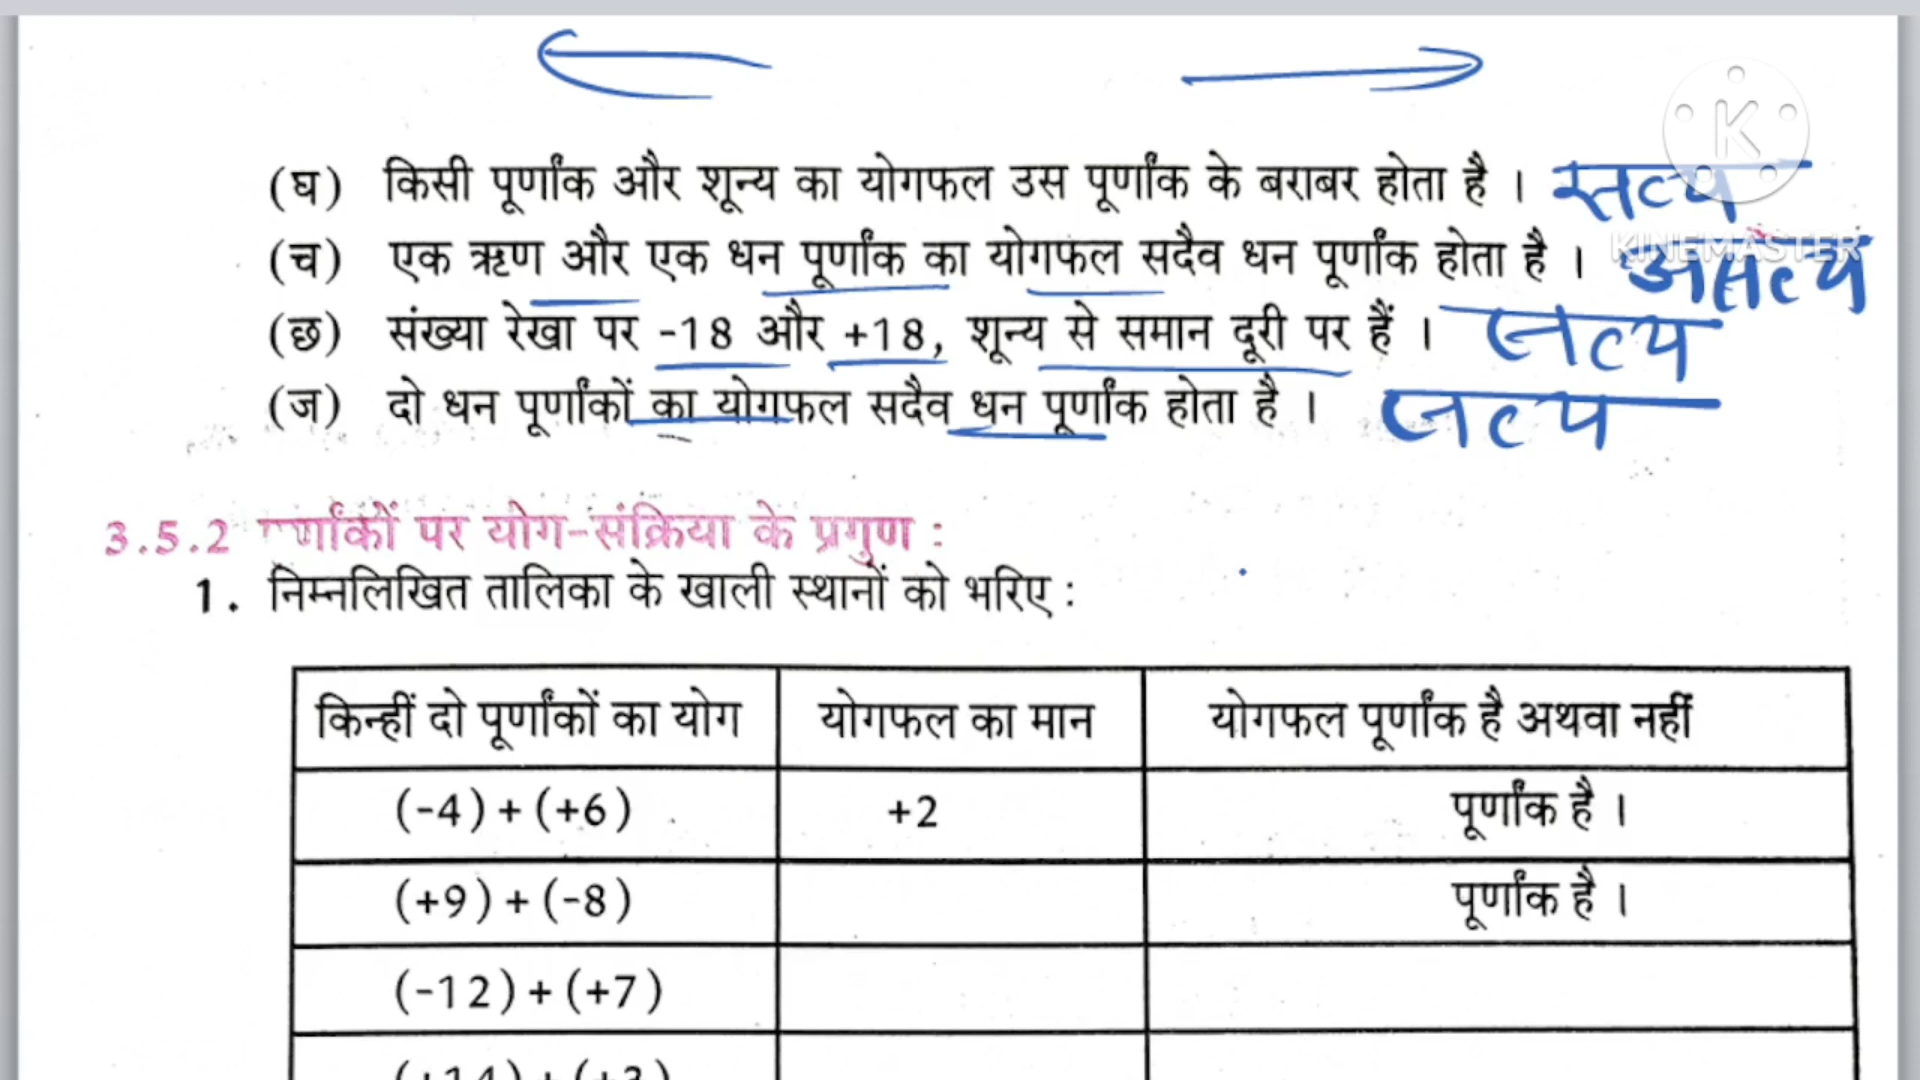 (घ) किसी पूर्णांक और शून्य का योगफल उस पूर्णांक के बराबर होता है । सत्य
K
KINEMASTER
(च) एक ऋण और एक धन पूर्णांक का योगफल सदैव धन पूर्णांक होता है । असत्य
(छ) संख्या रेखा पर -18 और +18, शून्य से समान दूरी पर हैं । सत्य
(ज) दो धन पूर्णांकों का योगफल सदैव धन पूर्णांक होता है । सत्य
3.5.2 पूर्णांकों पर योग-संक्रिया के प्रगुण :
1. निम्नलिखित तालिका के खाली स्थानों को भरिए :
किन्हीं दो पूर्णांकों का योग योगफल का मान योगफल पूर्णांक है अथवा नहीं
(-4) + (+6) +2 पूर्णांक है ।
(+9) + (-8) पूर्णांक है ।
(-12) + (+7)